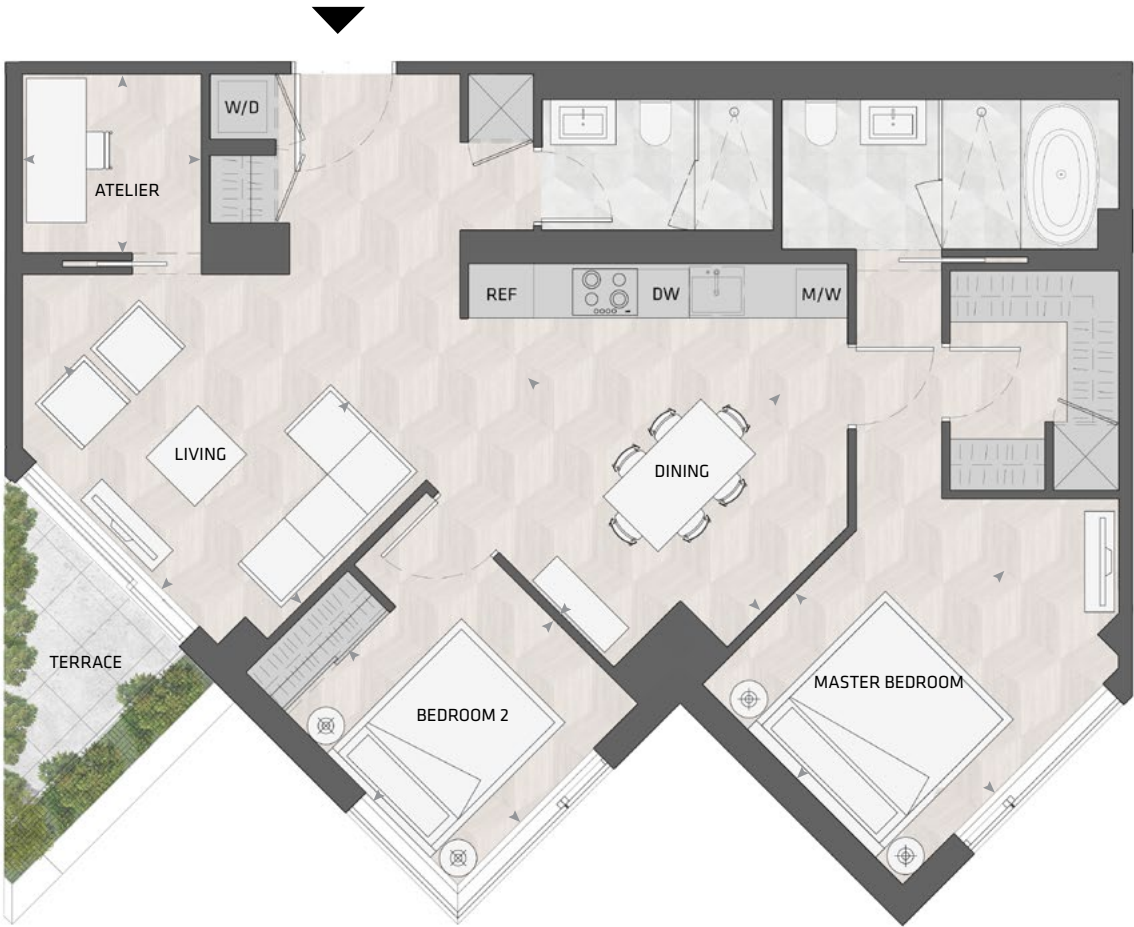 W/D
ATELIER
REF
DW
M/W
LIVING
DINING
TERRACE
BEDROOM 2
MASTER BEDROOM